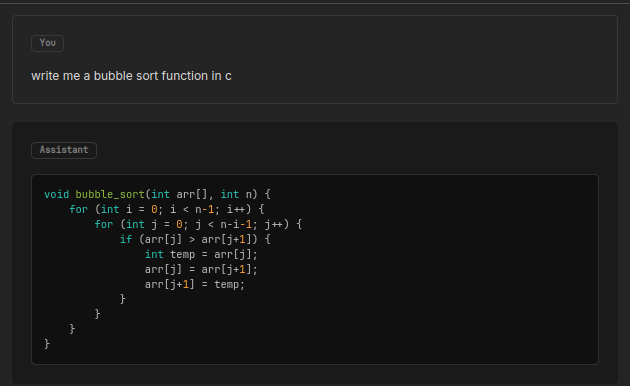 You
write me a bubble sort function in c
Assistant
void bubble_sort(int arr[], int n) {
    for (int i = 0; i < n-1; i++) {
        for (int j = 0; j < n-i-1; j++) {
            if (arr[j] > arr[j+1]) {
                int temp = arr[j];
                arr[j] = arr[j+1];
                arr[j+1] = temp;
            }
        }
    }
}